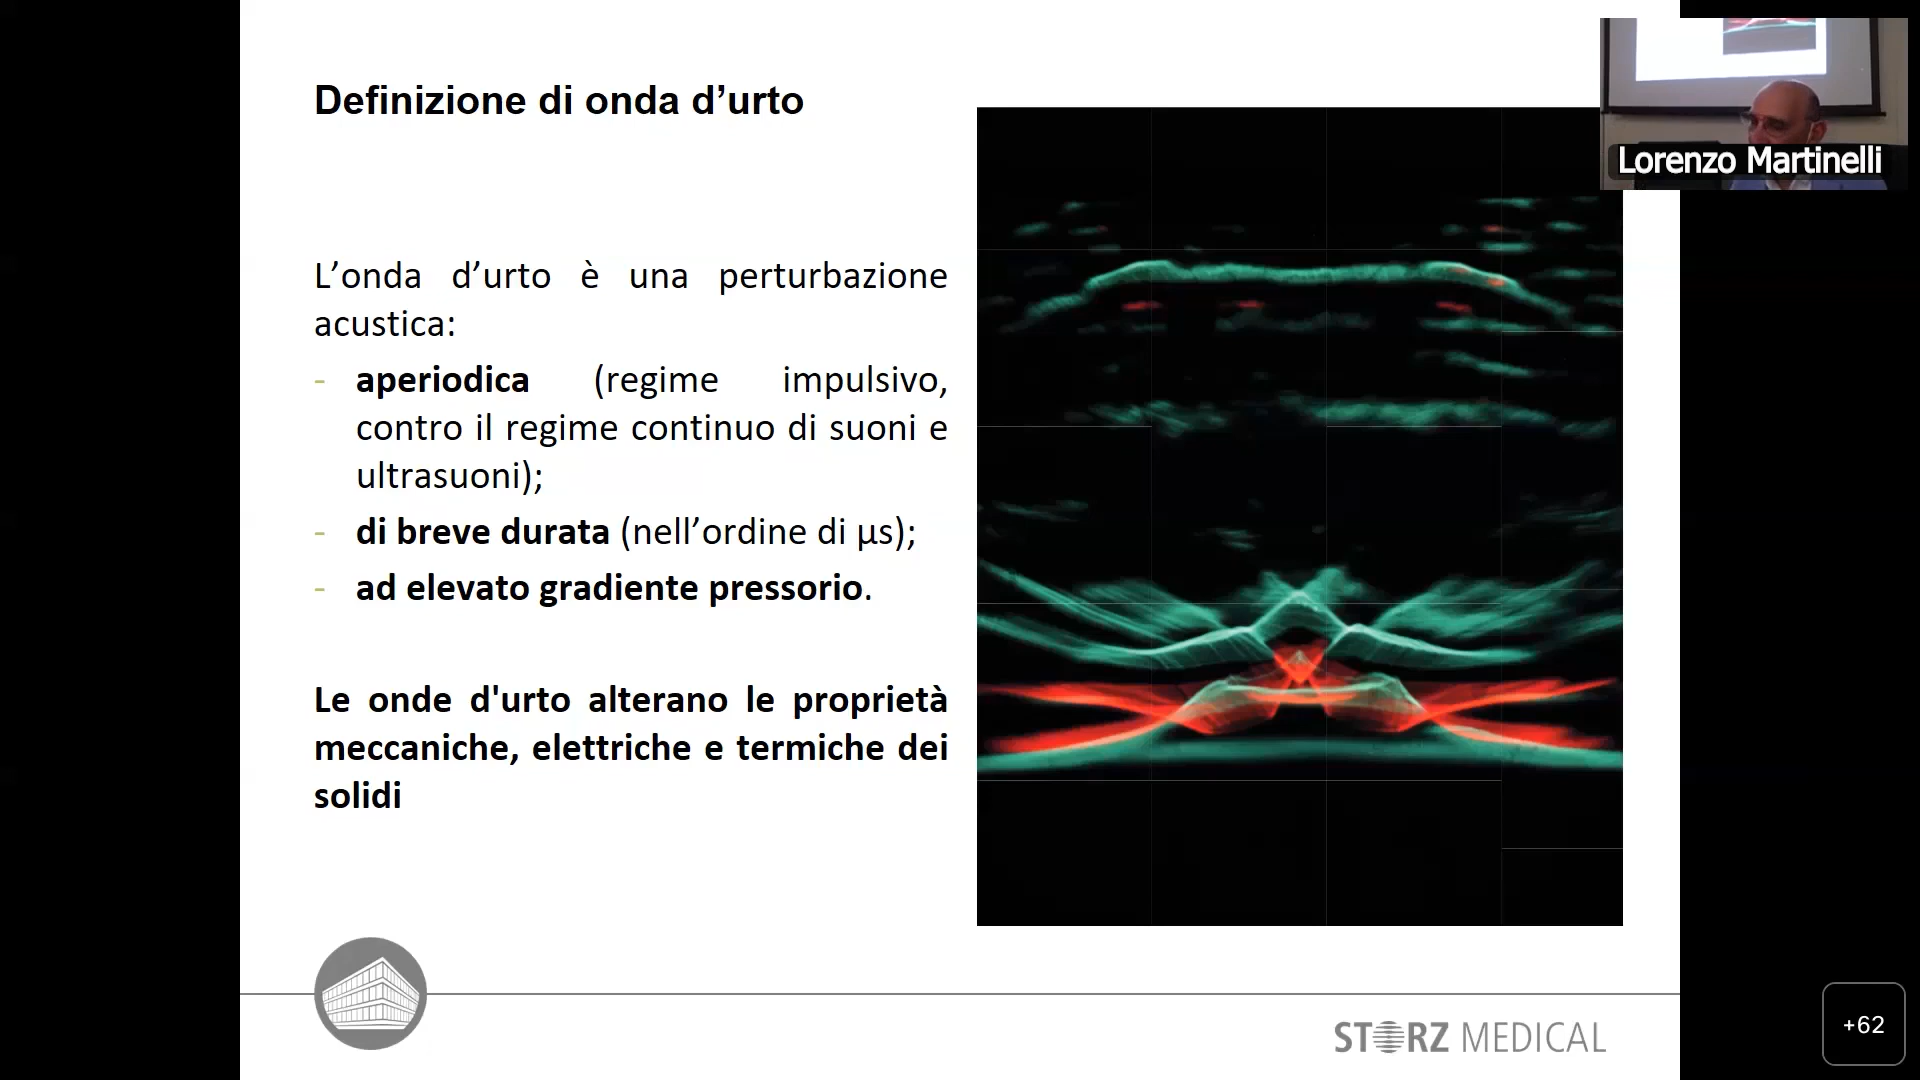 Definizione di onda d’urto
Lorenzo Martinelli
L’onda d’urto è una perturbazione
acustica:
- aperiodica (regime impulsivo,
contro il regime continuo di suoni e
ultrasuoni);
- di breve durata (nell’ordine di µs);
- ad elevato gradiente pressorio.
Le onde d'urto alterano le proprietà
meccaniche, elettriche e termiche dei
solidi
STORZ MEDICAL
+62